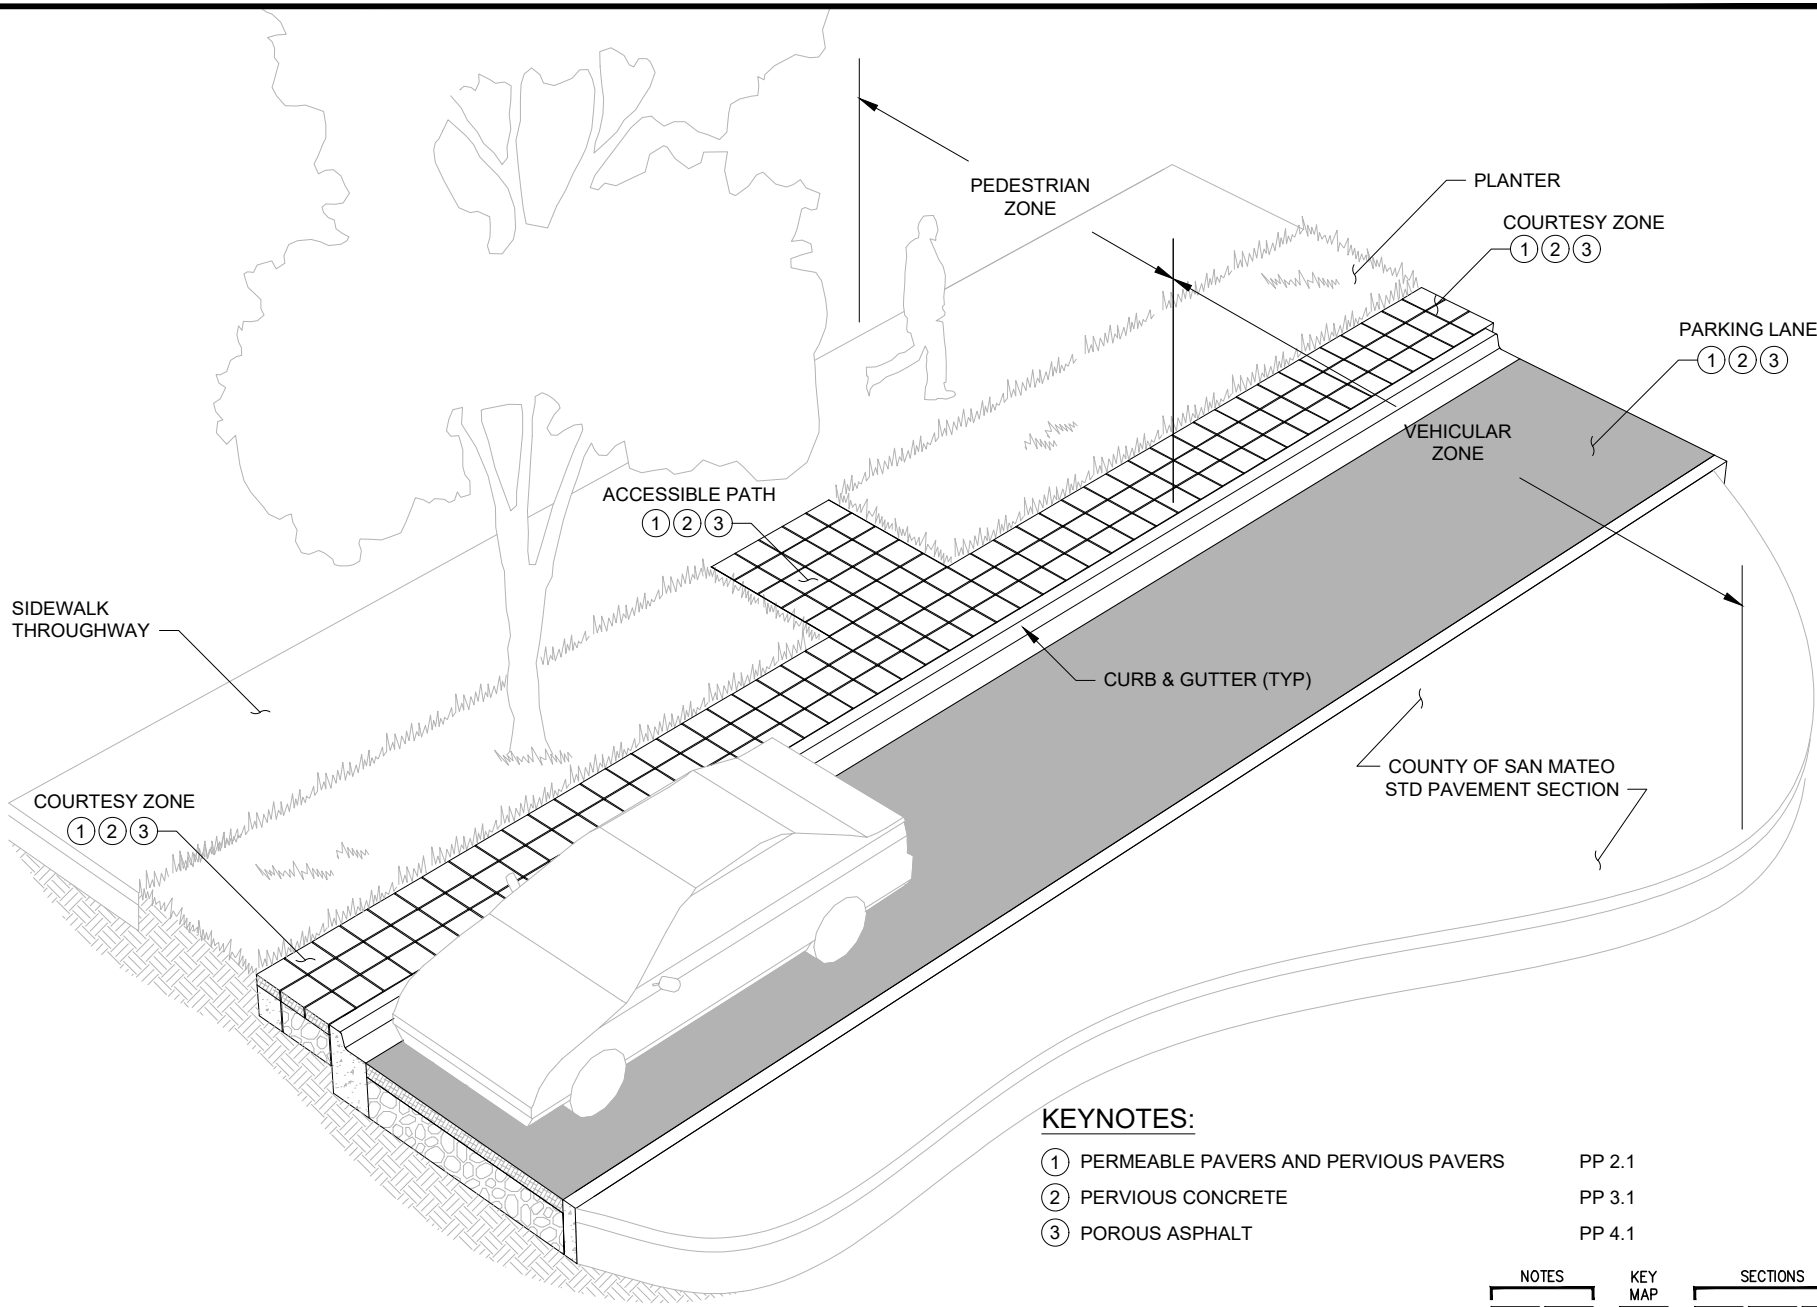 PEDESTRIAN
ZONE
PLANTER
COURTESY ZONE
1 2 3
PARKING LANE
1 2 3
VEHICULAR
ZONE
ACCESSIBLE PATH
1 2 3
SIDEWALK
THROUGHWAY
CURB & GUTTER (TYP)
COUNTY OF SAN MATEO
STD PAVEMENT SECTION
COURTESY ZONE
1 2 3
KEYNOTES:
1 PERMEABLE PAVERS AND PERVIOUS PAVERS PP 2.1
2 PERVIOUS CONCRETE PP 3.1
3 POROUS ASPHALT PP 4.1
NOTES
KEY
MAP
SECTIONS